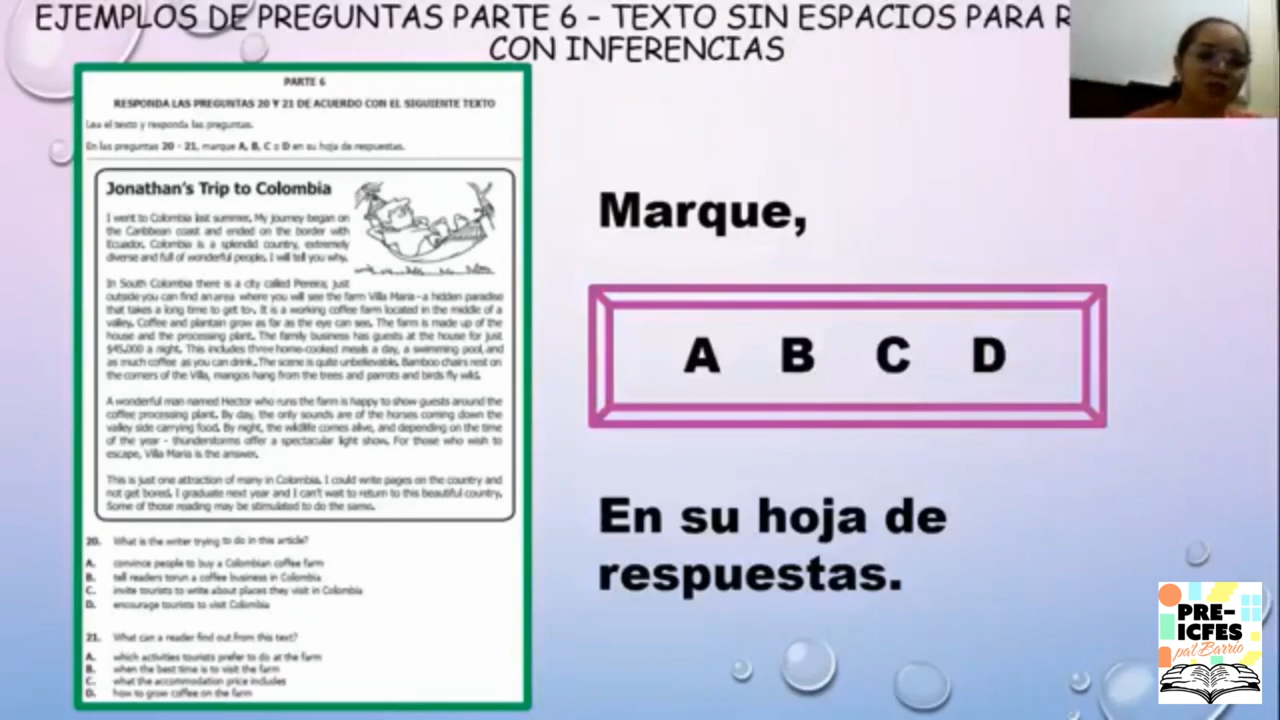 EJEMPLOS DE PREGUNTAS PARTE 6 – TEXTO SIN ESPACIOS PARA R
CON INFERENCIAS
PARTE 6
RESPONDA LAS PREGUNTAS 20 Y 21 DE ACUERDO CON EL SIGUIENTE TEXTO
Lea el texto y responda las preguntas.
En las preguntas 20 - 21, marque A, B, C o D en su hoja de respuestas.
Jonathan's Trip to Colombia
I went to Colombia last summer. My journey began on
the Caribbean coast and ended on the border with
Ecuador. Colombia is a splendid country, extremely
diverse and full of wonderful people. I will tell you why.
In South Colombia there is a city called Pereira; just
outside you can find an area where you will see the farm Villa Maria - a hidden paradise
that takes a long time to get to-. It is a working coffee farm located in the middle of a
valley. Coffee and plantain grow as far as the eye can see. The farm is made up of the
house and the processing plant. The family business has guests at the house for just
$45,000 a night. This includes three home-cooked meals a day, a swimming pool, and
as much coffee as you can drink. The scene is quite unbelievable. Bamboo chairs rest on
the corners of the Villa, mangos hang from the trees and parrots and birds fly wild.
A wonderful man named Hector who runs the farm is happy to show guests around the
coffee processing plant. By day, the only sounds are of the horses coming down the
valley side carrying food. By night, the wildlife comes alive, and depending on the time
of the year - thunderstorms offer a spectacular light show. For those who wish to
escape, Villa Maria is the answer.
This is just one attraction of many in Colombia. I could write pages on the country and
not get bored. I graduate next year and I can't wait to return to this beautiful country.
Some of those reading may be stimulated to do the same.
20. What is the writer trying to do in this article?
A. convince people to buy a Colombian coffee farm
B. tell readers torun a coffee business in Colombia
C. invite tourists to write about places they visit in Colombia
D. encourage tourists to visit Colombia
21. What can a reader find out from this text?
A. which activities tourists prefer to do at the farm
B. when the best time is to visit the farm
C. what the accommodation price includes
D. how to grow coffee on the farm
Marque,
A B C D
En su hoja de
respuestas.
PRE-
ICFES
pa'l Barrio